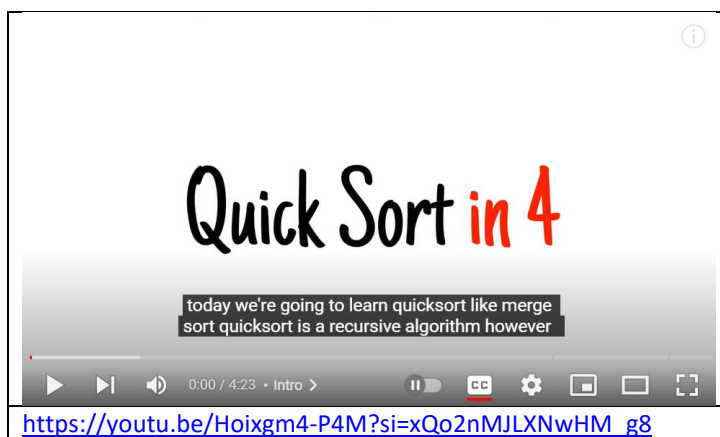 Quick Sort in 4
today we're going to learn quicksort like merge
sort quicksort is a recursive algorithm however
0:00 / 4:23 • Intro >
CC
https://youtu.be/Hoixgm4-P4M?si=xQo2nMJLXNwHM_g8